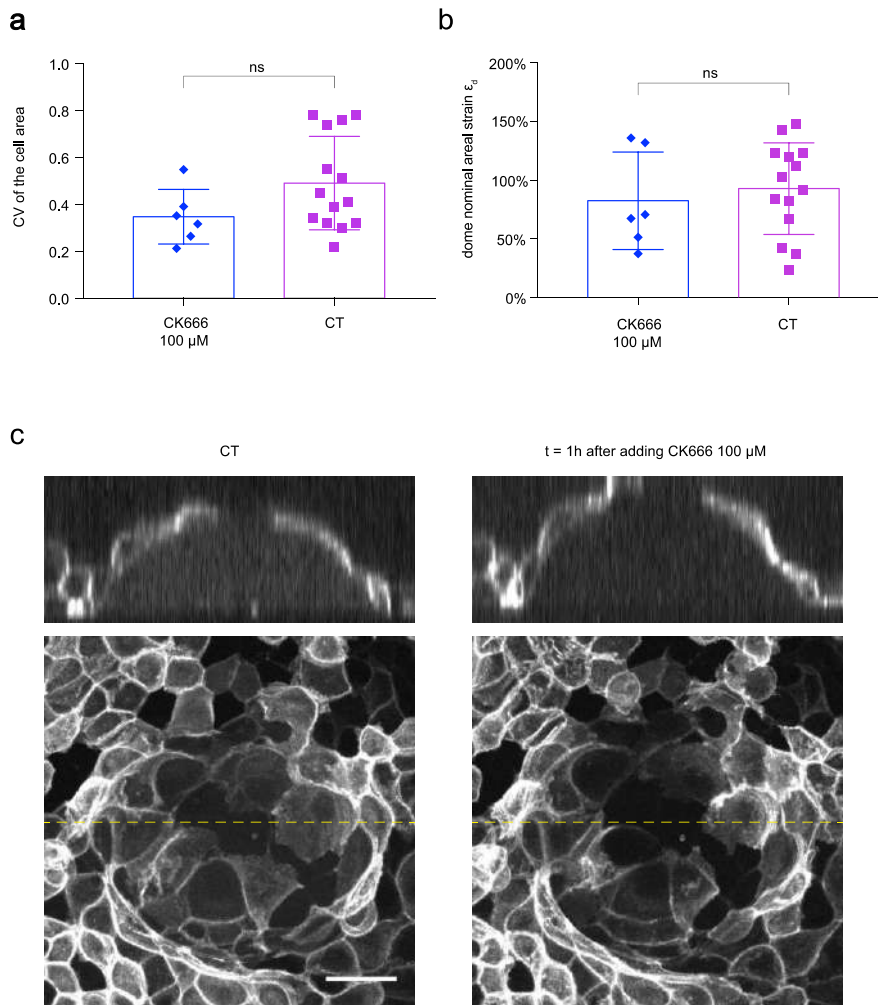 a
CV of the cell area
1.0
0.8
0.6
0.4
0.2
0.0
ns
CK666
100 μM
CT
b
dome nominal areal strain εd
200%
150%
100%
50%
0%
ns
CK666
100 μM
CT
c
CT
t = 1h after adding CK666 100 μM